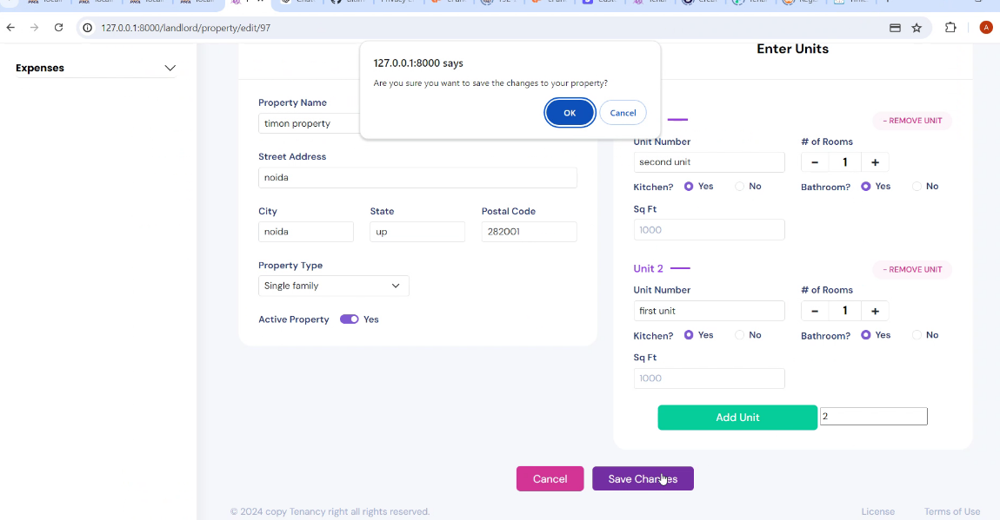 127.0.0.1:8000/landlord/property/edit/97
A
Expenses
127.0.0.1:8000 says
Are you sure you want to save the changes to your property?
OK
Cancel
Property Name
timon property
Street Address
noida
City
State
Postal Code
noida
up
282001
Property Type
Single family
Active Property
Yes
Enter Units
- REMOVE UNIT
Unit Number
# of Rooms
second unit
-
1
+
Kitchen?
Yes
No
Bathroom?
Yes
No
Sq Ft
1000
Unit 2
- REMOVE UNIT
Unit Number
# of Rooms
first unit
-
1
+
Kitchen?
Yes
No
Bathroom?
Yes
No
Sq Ft
1000
Add Unit
2
Cancel
Save Changes
© 2024 copy Tenancy right all rights reserved.
License
Terms of Use